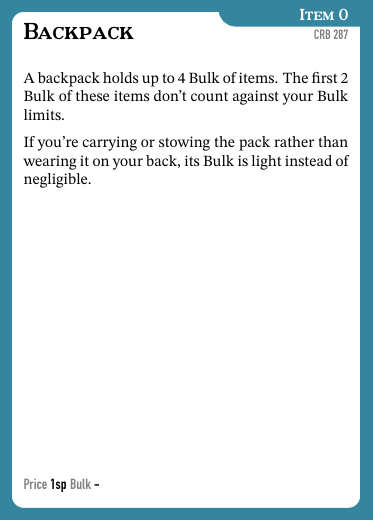 Item 0
Backpack
CRB 287
A backpack holds up to 4 Bulk of items. The first 2
Bulk of these items don't count against your Bulk
limits.
If you're carrying or stowing the pack rather than
wearing it on your back, its Bulk is light instead of
negligible.
Price 1sp Bulk –